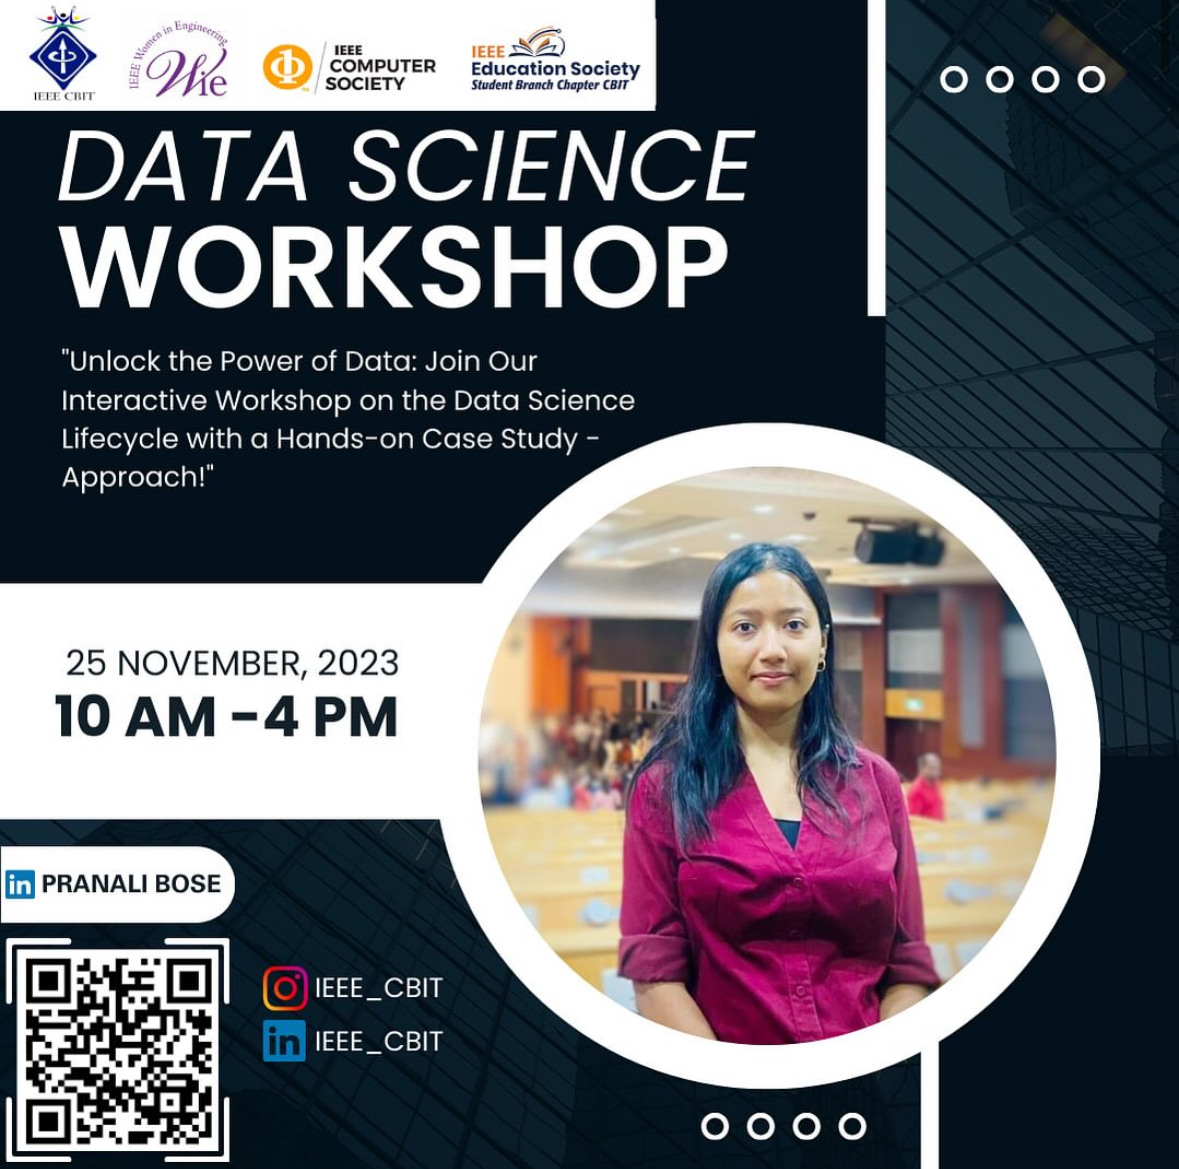 IEEE CBIT
IEEE Women in Engineering
WIE
IEEE
COMPUTER
SOCIETY
IEEE
Education Society
Student Branch Chapter CBIT
DATA SCIENCE
WORKSHOP
"Unlock the Power of Data: Join Our
Interactive Workshop on the Data Science
Lifecycle with a Hands-on Case Study -
Approach!"
25 NOVEMBER, 2023
10 AM -4 PM
in PRANALI BOSE
IEEE_CBIT
in IEEE_CBIT